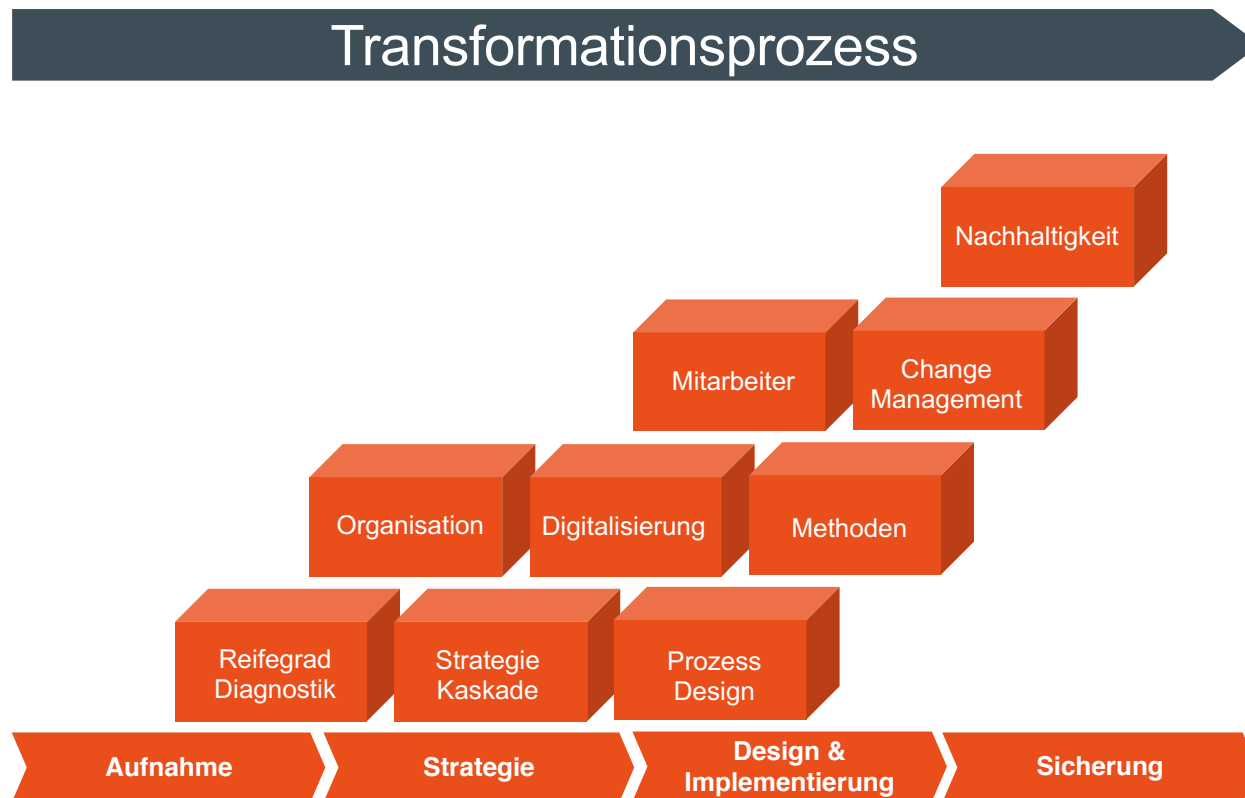 Transformationsprozess
Nachhaltigkeit
Mitarbeiter
Change
Management
Organisation
Digitalisierung
Methoden
Reifegrad
Diagnostik
Strategie
Kaskade
Prozess
Design
Aufnahme
Strategie
Design &
Implementierung
Sicherung